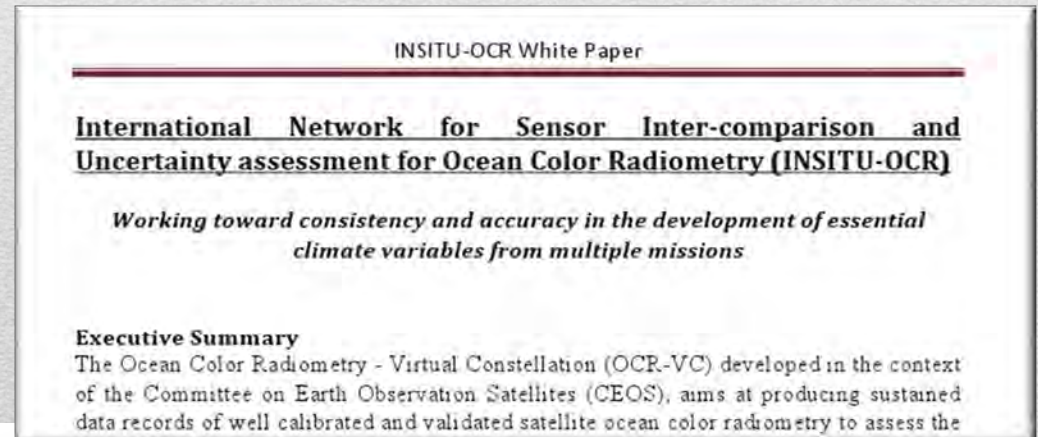 INSITU-OCR White Paper
International Network for Sensor Inter-comparison and
Uncertainty assessment for Ocean Color Radiometry (INSITU-OCR)
Working toward consistency and accuracy in the development of essential
climate variables from multiple missions
Executive Summary
The Ocean Color Radiometry - Virtual Constellation (OCR-VC) developed in the context
of the Committee on Earth Observation Satellites (CEOS), aims at producing sustained
data records of well calibrated and validated satellite ocean color radiometry to assess the